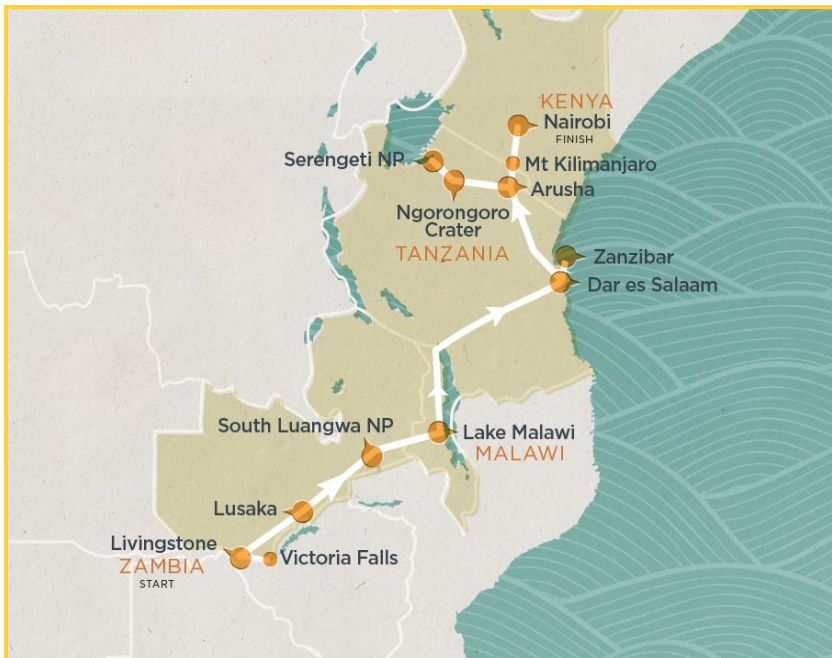 KENYA
Nairobi
FINISH
Serengeti NP
Mt Kilimanjaro
Arusha
Ngorongoro
Crater
TANZANIA
Zanzibar
Dar es Salaam
South Luangwa NP
Lake Malawi
MALAWI
Lusaka
Livingstone
ZAMBIA
START
Victoria Falls